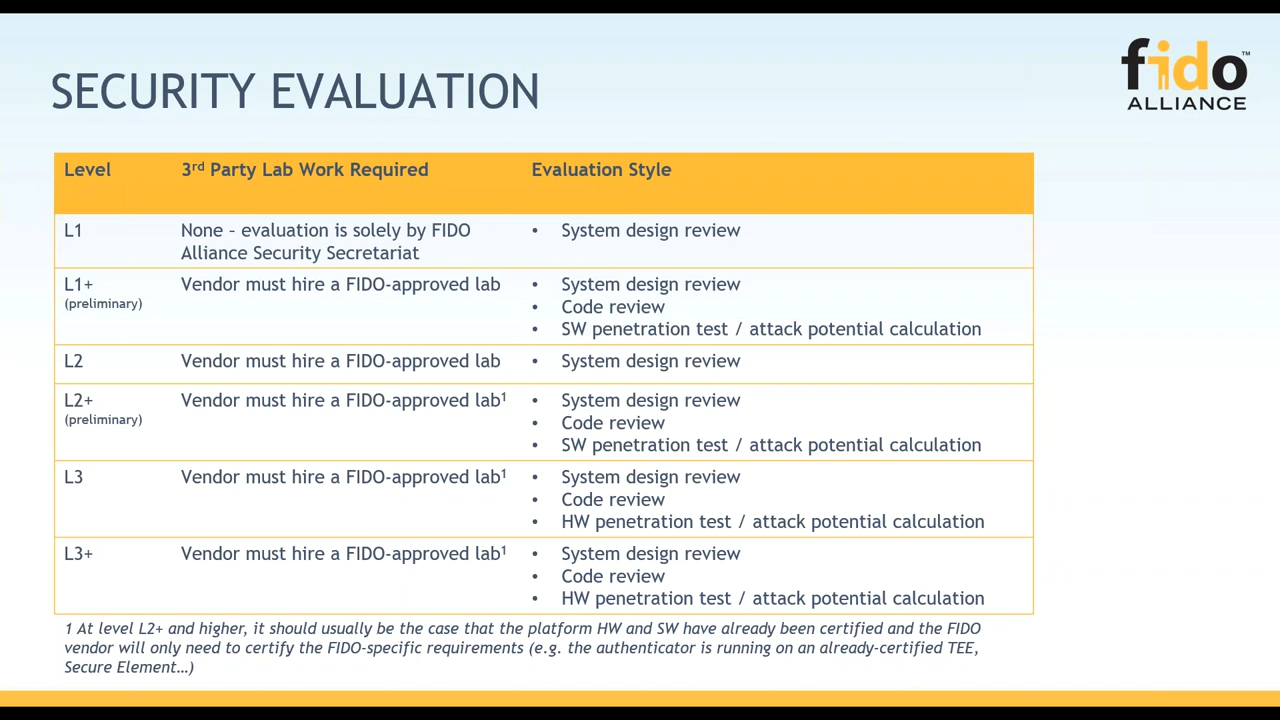 SECURITY EVALUATION
fido™
ALLIANCE
Level 3rd Party Lab Work Required Evaluation Style
L1 None – evaluation is solely by FIDO • System design review
Alliance Security Secretariat
L1+ Vendor must hire a FIDO-approved lab • System design review
(preliminary) • Code review
• SW penetration test / attack potential calculation
L2 Vendor must hire a FIDO-approved lab • System design review
L2+ Vendor must hire a FIDO-approved lab¹ • System design review
(preliminary) • Code review
• SW penetration test / attack potential calculation
L3 Vendor must hire a FIDO-approved lab¹ • System design review
• Code review
• HW penetration test / attack potential calculation
L3+ Vendor must hire a FIDO-approved lab¹ • System design review
• Code review
• HW penetration test / attack potential calculation
1 At level L2+ and higher, it should usually be the case that the platform HW and SW have already been certified and the FIDO
vendor will only need to certify the FIDO-specific requirements (e.g. the authenticator is running on an already-certified TEE,
Secure Element…)